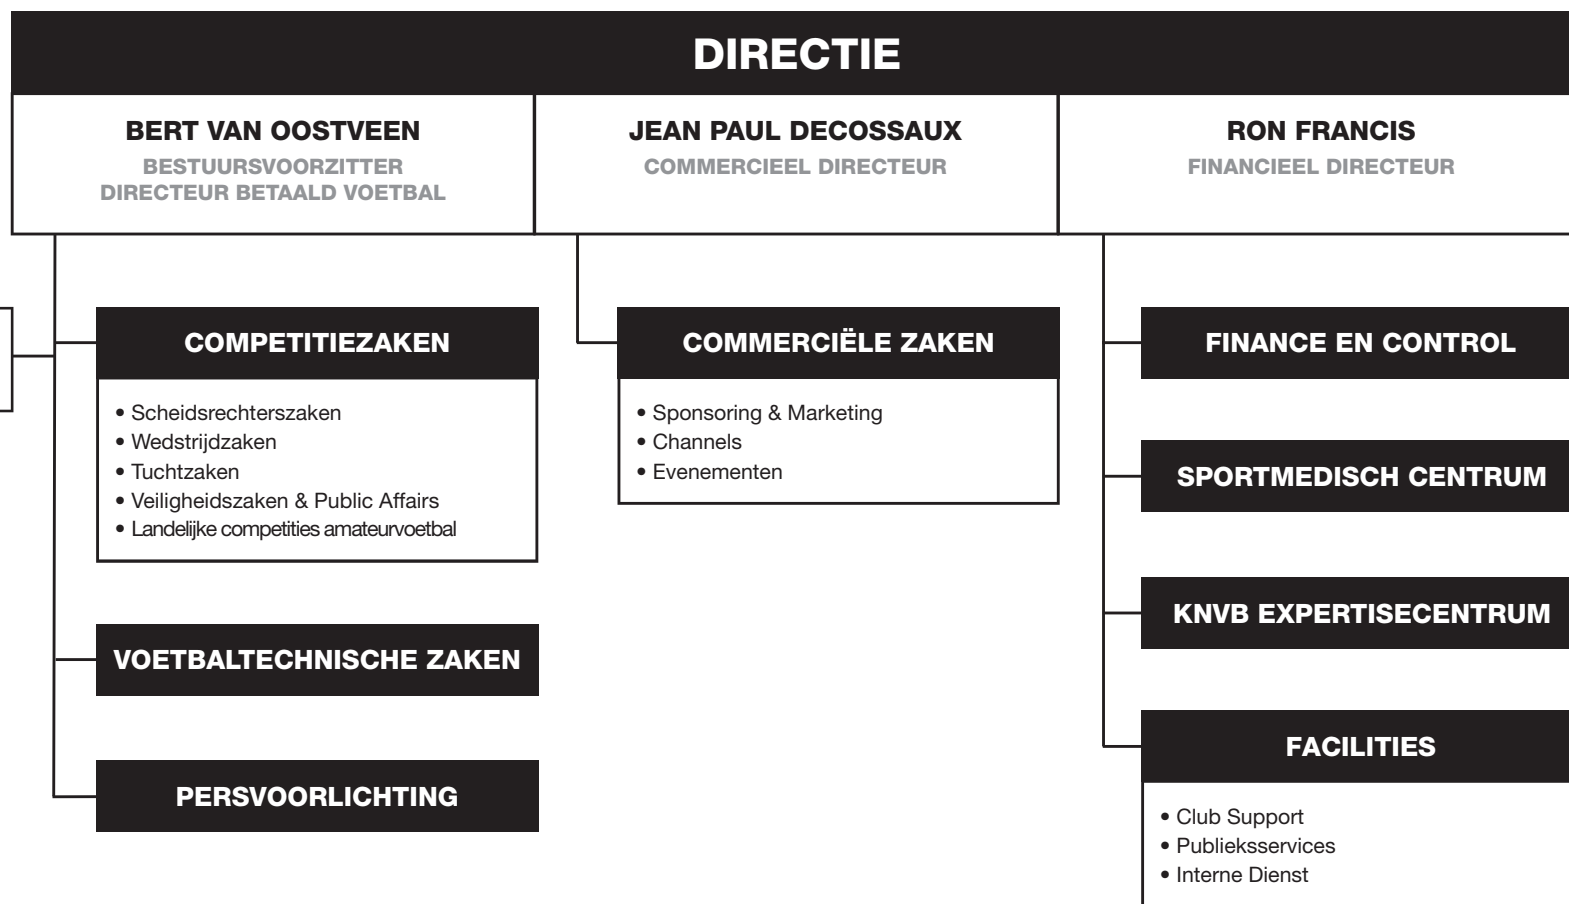 DIRECTIE
BERT VAN OOSTVEEN
BESTUURSVOORZITTER
DIRECTEUR BETAALD VOETBAL
JEAN PAUL DECOSSAUX
COMMERCIEEL DIRECTEUR
RON FRANCIS
FINANCIEEL DIRECTEUR
COMPETITIEZAKEN
• Scheidsrechterszaken
• Wedstrijdzaken
• Tuchtzaken
• Veiligheidszaken & Public Affairs
• Landelijke competities amateurvoetbal
VOETBALTECHNISCHE ZAKEN
PERSVOORLICHTING
COMMERCIËLE ZAKEN
• Sponsoring & Marketing
• Channels
• Evenementen
FINANCE EN CONTROL
SPORTMEDISCH CENTRUM
KNVB EXPERTISECENTRUM
FACILITIES
• Club Support
• Publieksservices
• Interne Dienst